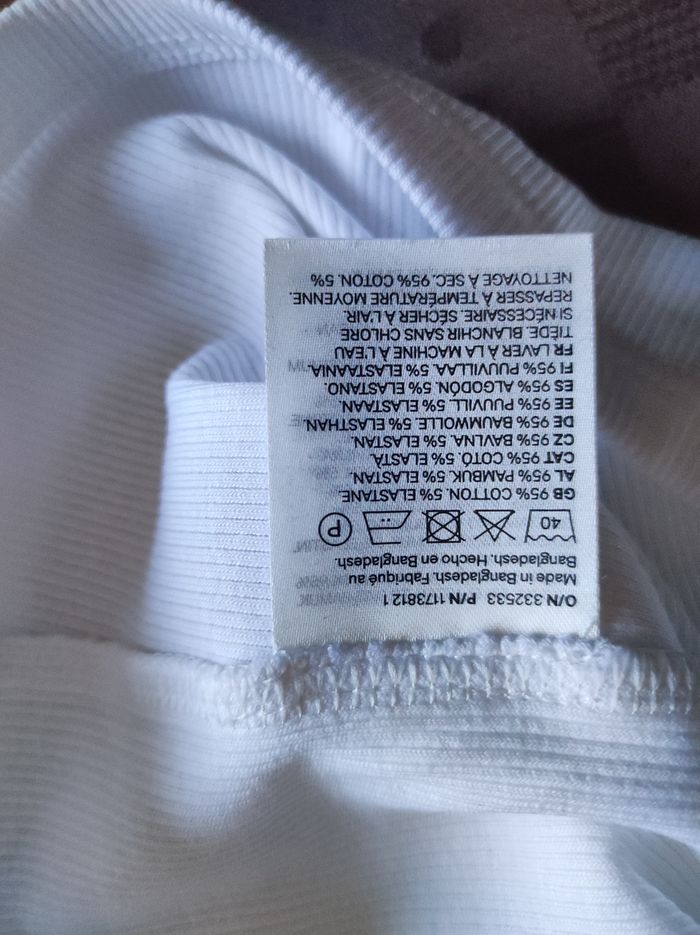 O/N 332533 P/N 1173812 1
Made in Bangladesh. Fabriqué au
Bangladesh. Hecho en Bangladesh.
40 P
GB 95% COTTON. 5% ELASTANE
AL 95% PAMBUK. 5% ELASTAN.
CAT 95% COTÓ. 5% ELASTÀ.
CZ 95% BAVLNA. 5% ELASTAN.
DE 95% BAUMWOLLE. 5% ELASTHAN.
EE 95% PUUVILL. 5% ELASTAAN.
ES 95% ALGODÓN. 5% ELASTANO.
FI 95% PUUVILLAA. 5% ELASTAANIA.
FR LAVER À LA MACHINE À L'EAU
TIÈDE. BLANCHIR SANS CHLORE
SI NÉCESSAIRE. SÉCHER À L'AIR.
REPASSER À TEMPÉRATURE MOYENNE.
NETTOYAGE À SEC. 95% COTON. 5%